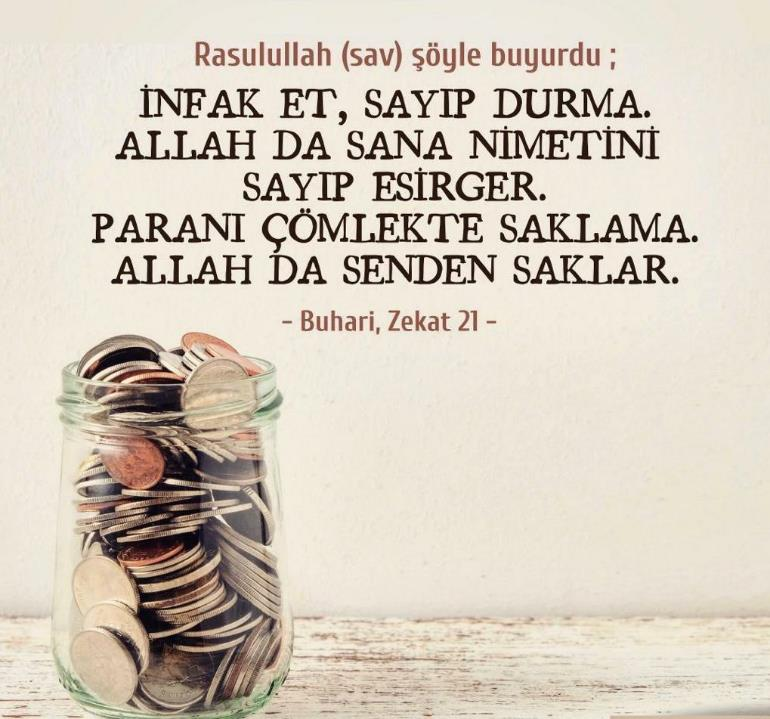 Rasulullah (sav) şöyle buyurdu ;
İNFAK ET, SAYIP DURMA.
ALLAH DA SANA NİMETİNİ
SAYIP ESİRGER.
PARANI ÇÖMLEKTE SAKLAMA.
ALLAH DA SENDEN SAKLAR.
- Buhari, Zekat 21 -